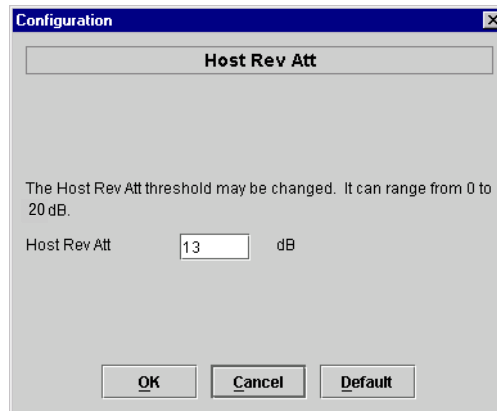 Configuration
Host Rev Att
The Host Rev Att threshold may be changed. It can range from 0 to
20 dB.
Host Rev Att 13 dB
OK Cancel Default